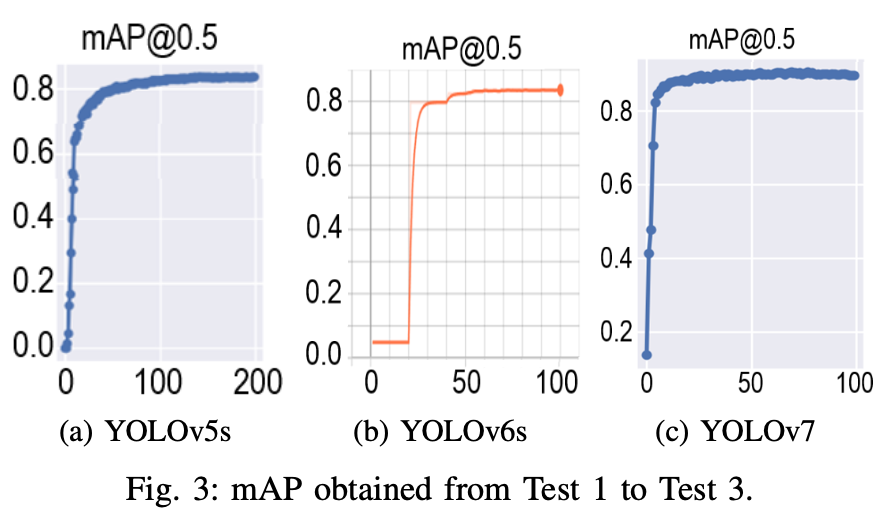 mAP@0.5
0.8
0.6
0.4
0.2
0.0
0 100 200
(a) YOLOv5s
mAP@0.5
0.8
0.6
0.4
0.2
0.0
0 50 100
(b) YOLOv6s
mAP@0.5
0.8
0.6
0.4
0.2
0 50 100
(c) YOLOv7
Fig. 3: mAP obtained from Test 1 to Test 3.